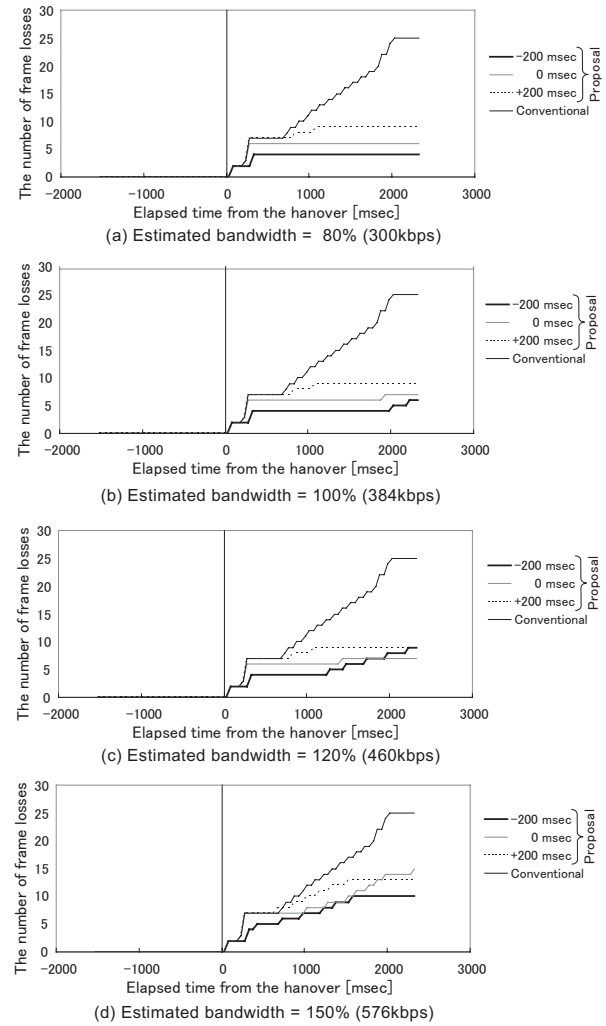 The number of frame losses
30
25
20
15
10
5
0
-2000 -1000 0 1000 2000 3000
Elapsed time from the hanover [msec]
−200 msec
0 msec
+200 msec
Conventional
Proposal
(a) Estimated bandwidth = 80% (300kbps)
The number of frame losses
30
25
20
15
10
5
0
-2000 -1000 0 1000 2000 3000
Elapsed time from the hanover [msec]
−200 msec
0 msec
+200 msec
Conventional
Proposal
(b) Estimated bandwidth = 100% (384kbps)
The number of frame losses
30
25
20
15
10
5
0
-2000 -1000 0 1000 2000 3000
Elapsed time from the hanover [msec]
−200 msec
0 msec
+200 msec
Conventional
Proposal
(c) Estimated bandwidth = 120% (460kbps)
The number of frame losses
30
25
20
15
10
5
0
-2000 -1000 0 1000 2000 3000
Elapsed time from the hanover [msec]
−200 msec
0 msec
+200 msec
Conventional
Proposal
(d) Estimated bandwidth = 150% (576kbps)